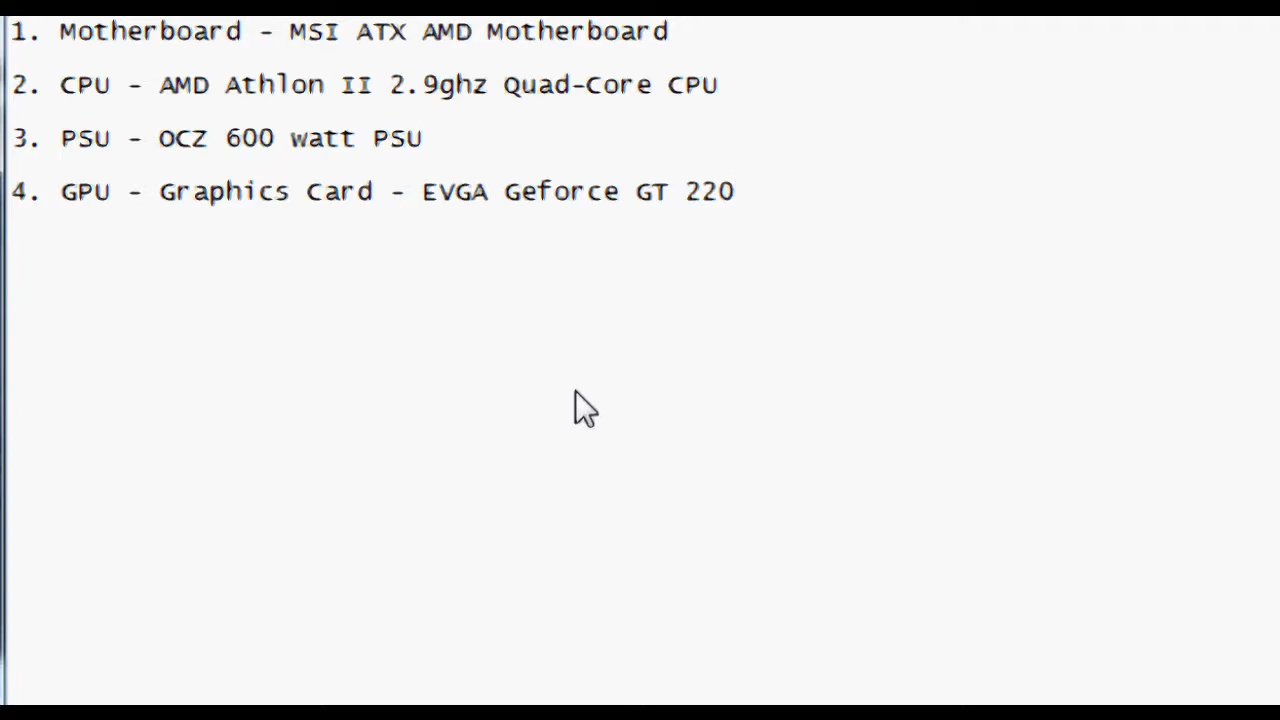 1. Motherboard - MSI ATX AMD Motherboard
2. CPU - AMD Athlon II 2.9ghz Quad-Core CPU
3. PSU - OCZ 600 watt PSU
4. GPU - Graphics Card - EVGA Geforce GT 220